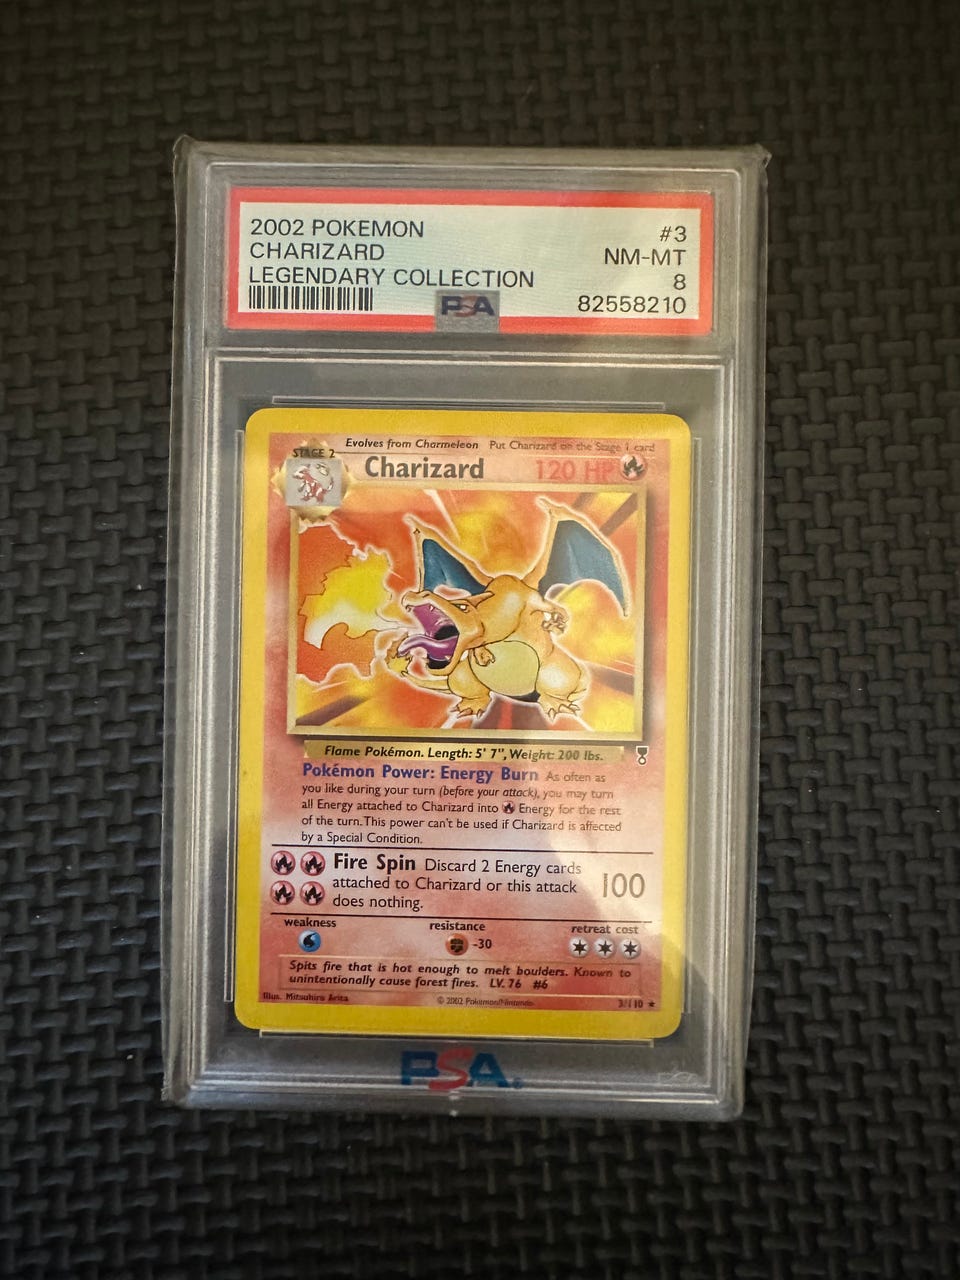 2002 POKEMON #3
CHARIZARD NM-MT
LEGENDARY COLLECTION 8
PSA 82558210
Evolves from Charmeleon Put Charizard on the Stage 1 card
STAGE 2
Charizard 120 HP
Flame Pokémon. Length: 5' 7", Weight: 200 lbs.
Pokémon Power: Energy Burn As often as
you like during your turn (before your attack), you may turn
all Energy attached to Charizard into Energy for the rest
of the turn. This power can't be used if Charizard is affected
by a Special Condition.
Fire Spin Discard 2 Energy cards
attached to Charizard or this attack 100
does nothing.
weakness resistance retreat cost
-30
Spits fire that is hot enough to melt boulders. Known to
unintentionally cause forest fires. LV. 76 #6
Illus. Mitsuhiro Arita © 2002 Pokémon/Nintendo 3/110 ★
PSA®